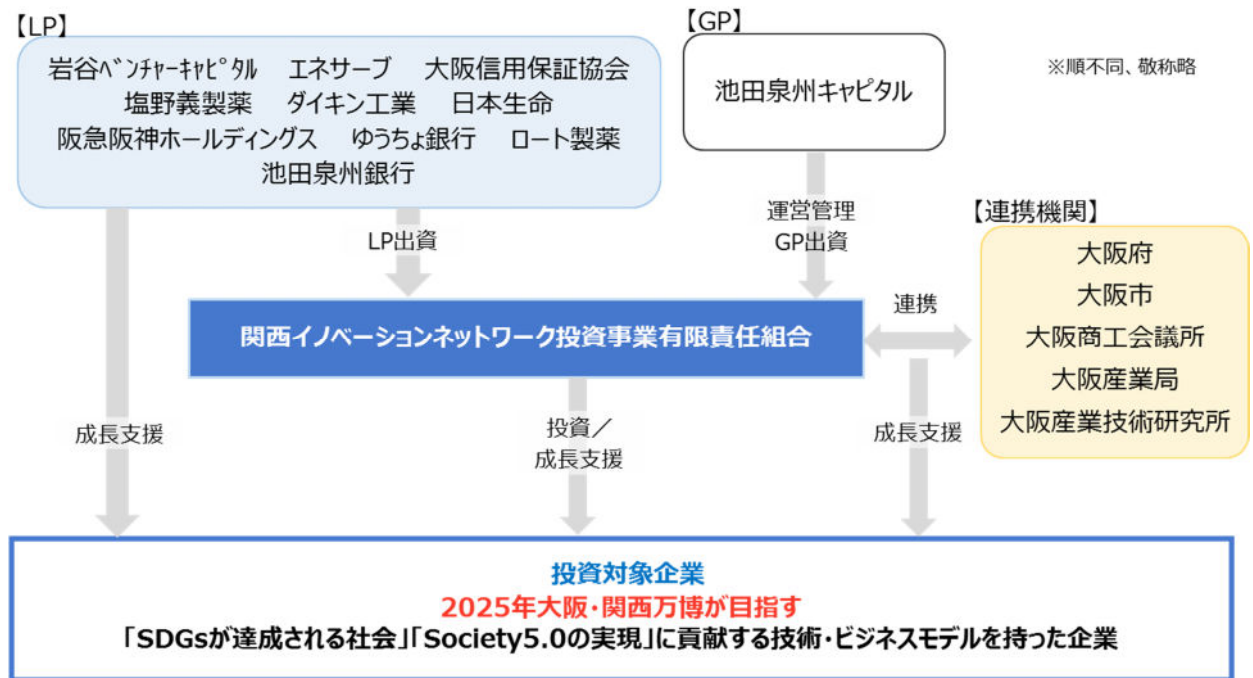 【LP】
岩谷ﾍﾞﾝﾁｬｰｷｬﾋﾟﾀﾙ エネサーブ 大阪信用保証協会
塩野義製薬 ダイキン工業 日本生命
阪急阪神ホールディングス ゆうちょ銀行 ロート製薬
池田泉州銀行
【GP】
池田泉州キャピタル
※順不同、敬称略
LP出資
運営管理
GP出資
【連携機関】
大阪府
大阪市
大阪商工会議所
大阪産業局
大阪産業技術研究所
関西イノベーションネットワーク投資事業有限責任組合
連携
成長支援
投資／
成長支援
成長支援
投資対象企業
2025年大阪・関西万博が目指す
「SDGsが達成される社会」「Society5.0の実現」に貢献する技術・ビジネスモデルを持った企業